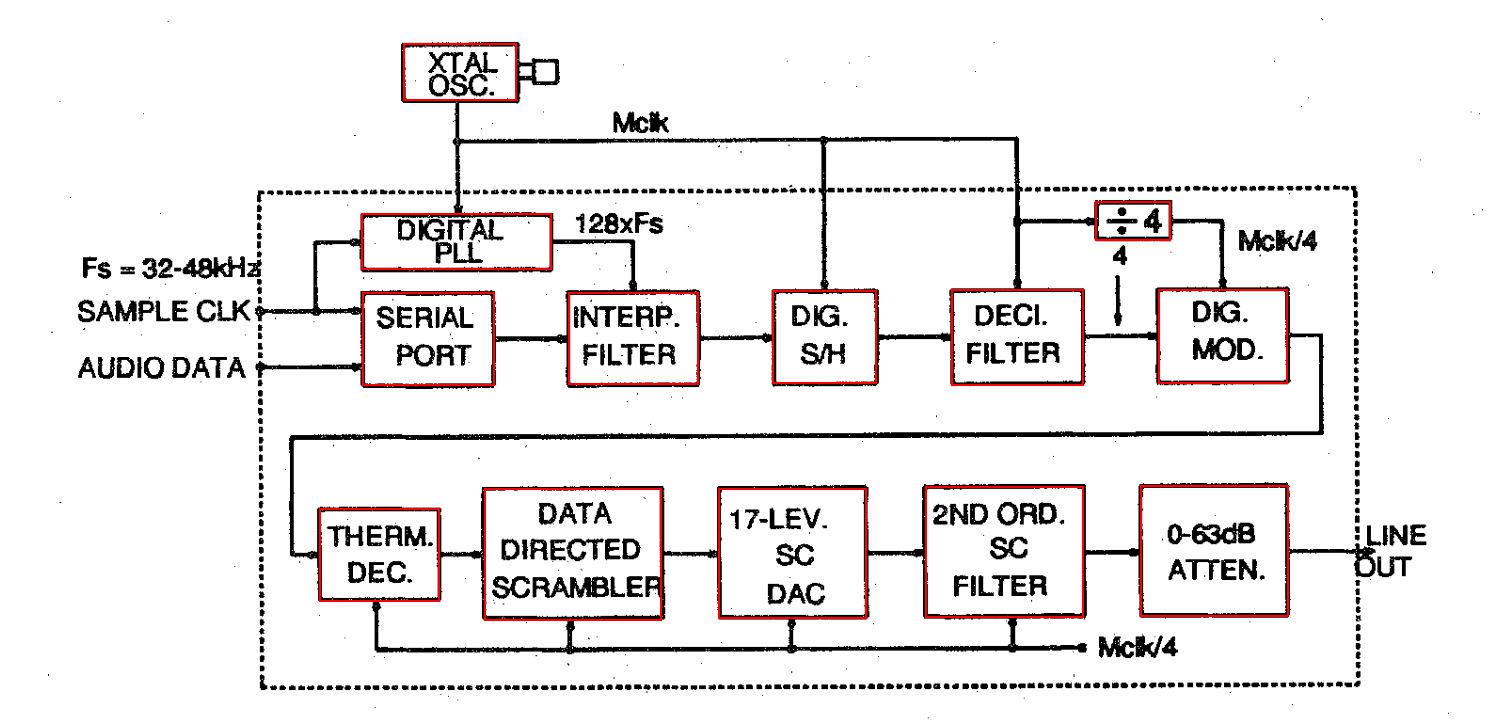 XTAL
OSC.
Mclk
DIGITAL
PLL
128xFs
÷ 4
Mclk/4
4
Fs = 32-48kHz
SAMPLE CLK
AUDIO DATA
SERIAL
PORT
INTERP.
FILTER
DIG.
S/H
DECI.
FILTER
DIG.
MOD.
THERM.
DEC.
DATA
DIRECTED
SCRAMBLER
17-LEV.
SC
DAC
2ND ORD.
SC
FILTER
0-63dB
ATTEN.
LINE
OUT
Mclk/4